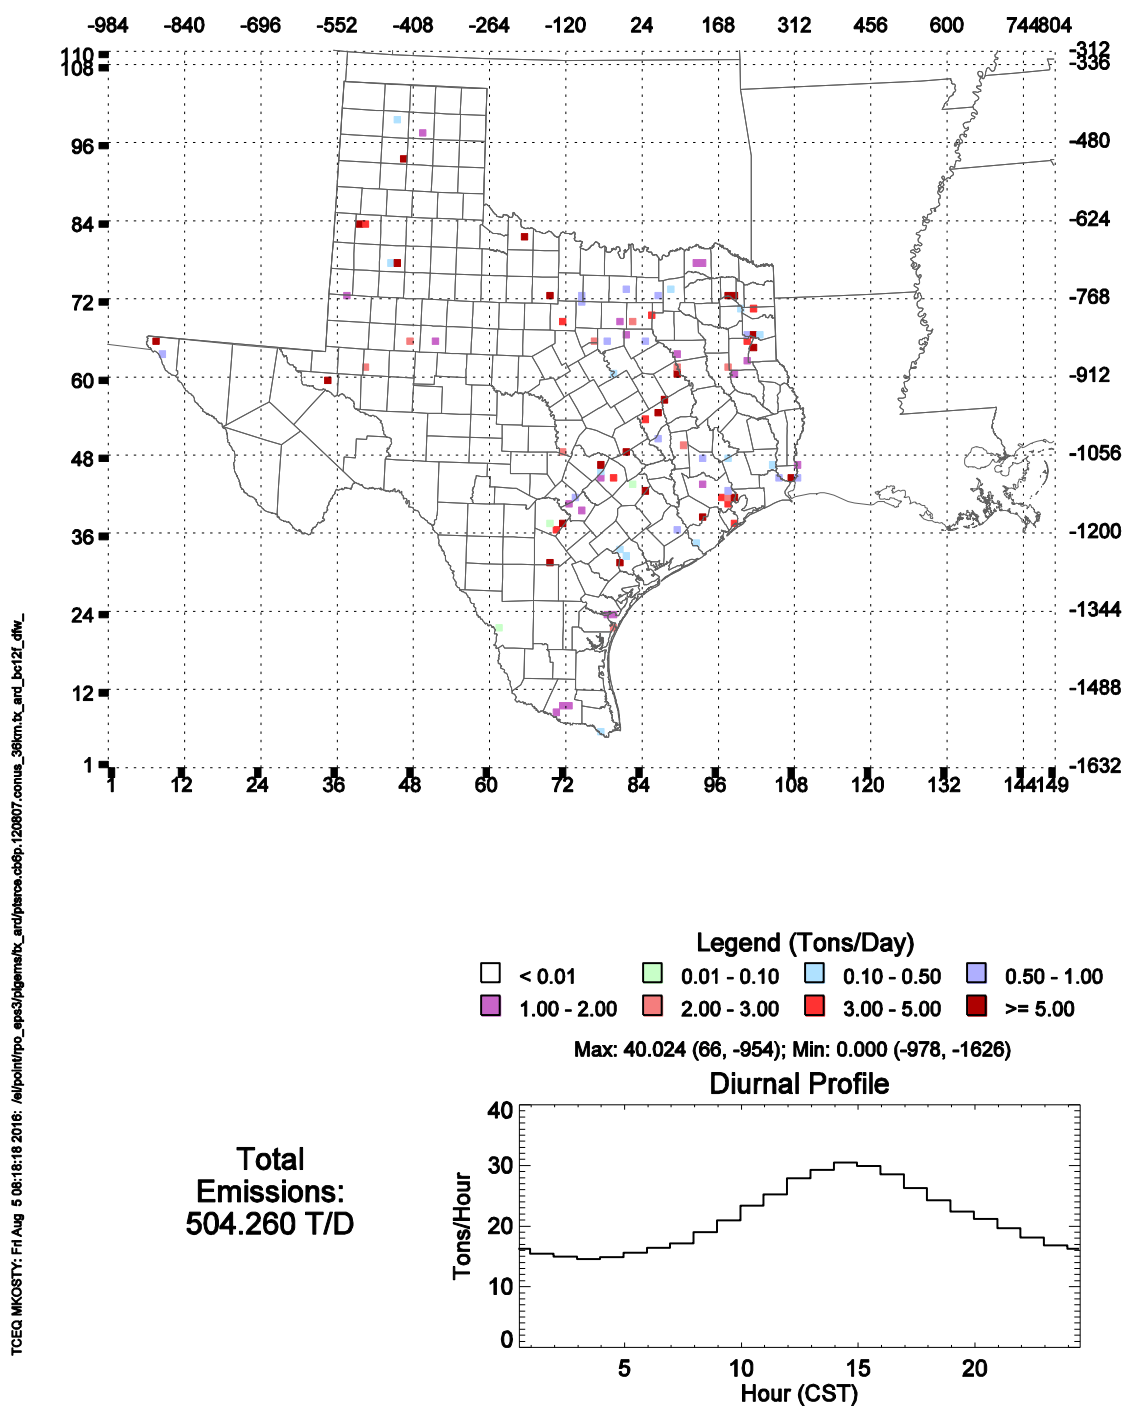 -984 -840 -696 -552 -408 -264 -120 24 168 312 456 600 744 804
110 -312
108 -336
96 -480
84 -624
72 -768
60 -912
48 -1056
36 -1200
24 -1344
12 -1488
1 -1632
1 12 24 36 48 60 72 84 96 108 120 132 144 149
Legend (Tons/Day)
< 0.01 0.01 - 0.10 0.10 - 0.50 0.50 - 1.00
1.00 - 2.00 2.00 - 3.00 3.00 - 5.00 >= 5.00
Max: 40.024 (66, -954); Min: 0.000 (-978, -1626)
Diurnal Profile
Total
Emissions:
504.260 T/D
40
30
20
10
0
Tons/Hour
5 10 15 20
Hour (CST)
TCEQ MKOSTY: Fri Aug 5 08:18:18 2016: /ei/point/rpo_eps3/pigems/tx_ard/ptsrce.cb6p.120807.conus_36km.tx_ard_bc12f_dfw_